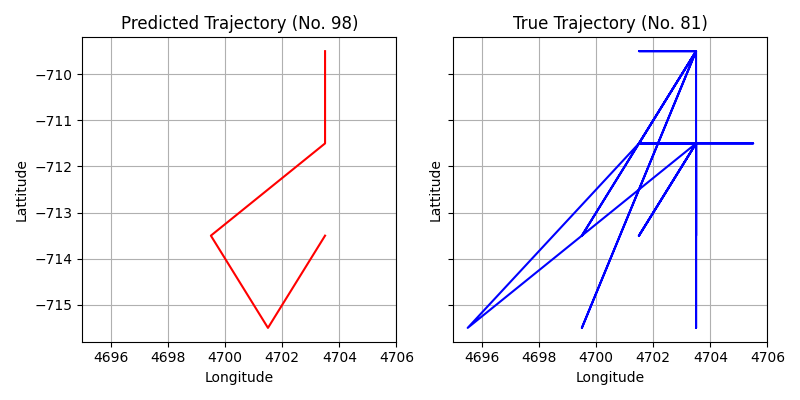 Predicted Trajectory (No. 98)
True Trajectory (No. 81)
−710
−711
−712
−713
−714
−715
Lattitude
Lattitude
4696 4698 4700 4702 4704 4706
4696 4698 4700 4702 4704 4706
Longitude
Longitude